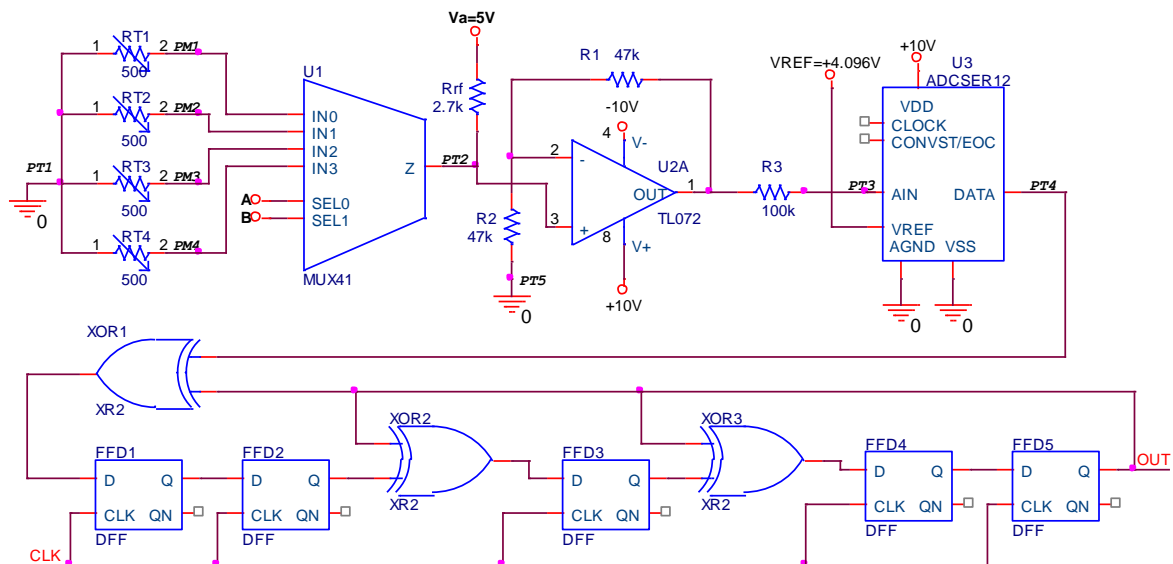 Va=5V
RT1
1
2
PM1
500
RT2
1
2
PM2
500
RT3
1
2
PM3
500
RT4
1
2
PM4
500
PT1
0
U1
IN0
IN1
IN2
IN3
SEL0
SEL1
Z
MUX41
A
B
Rrf
2.7k
PT2
R1 47k
-10V
4
V-
2
-
3
+
U2A
OUT
1
TL072
8
V+
+10V
R2
47k
PT5
0
R3
100k
VREF=+4.096V
+10V
U3
ADCSER12
VDD
CLOCK
CONVST/EOC
PT3
AIN
DATA
PT4
VREF
AGND
VSS
0
0
XOR1
XR2
XOR2
XR2
XOR3
XR2
FFD1
D
Q
CLK
QN
DFF
FFD2
D
Q
CLK
QN
DFF
FFD3
D
Q
CLK
QN
DFF
FFD4
D
Q
CLK
QN
DFF
FFD5
D
Q
CLK
QN
DFF
OUT
CLK